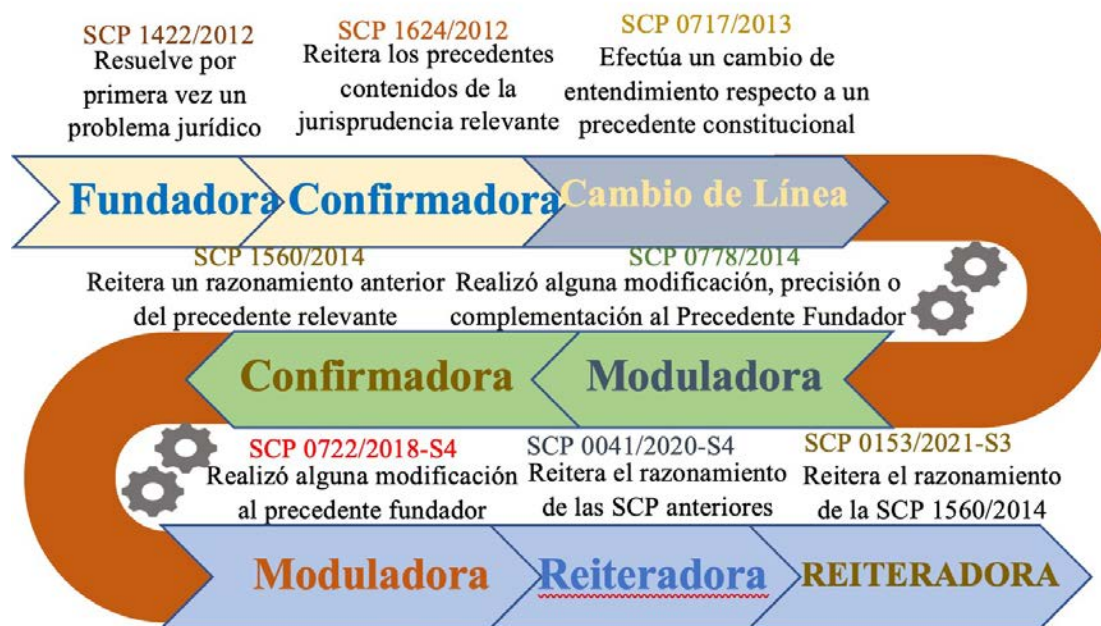 SCP 1422/2012
Resuelve por
primera vez un
problema jurídico
SCP 1624/2012
Reitera los precedentes
contenidos de la
jurisprudencia relevante
SCP 0717/2013
Efectúa un cambio de
entendimiento respecto a un
precedente constitucional
Fundadora
Confirmadora
Cambio de Línea
SCP 0778/2014
Realizó alguna modificación, precisión o
complementación al Precedente Fundador
SCP 1560/2014
Reitera un razonamiento anterior
del precedente relevante
Moduladora
Confirmadora
SCP 0722/2018-S4
Realizó alguna modificación
al precedente fundador
SCP 0041/2020-S4
Reitera el razonamiento
de las SCP anteriores
SCP 0153/2021-S3
Reitera el razonamiento
de la SCP 1560/2014
Moduladora
Reiteradora
REITERADORA